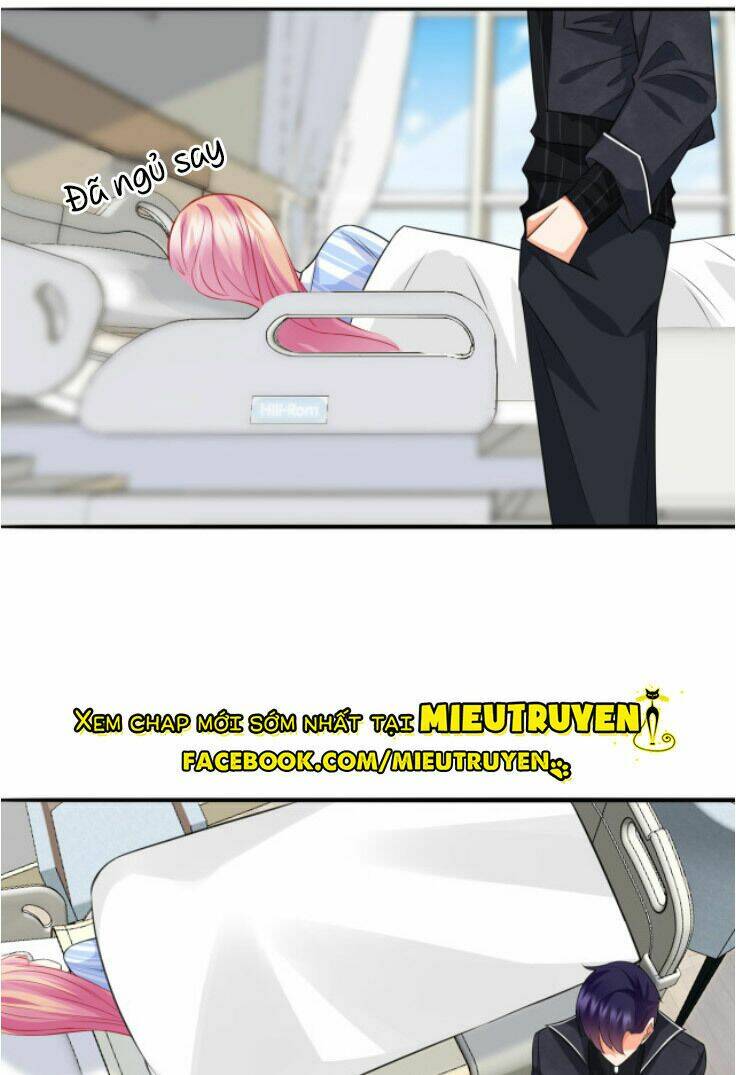 Đã ngủ say
Hill-Rom
XEM CHAP MỚI SỚM NHẤT TẠI MIEUTRUYEN
FACEBOOK.COM/MIEUTRUYEN